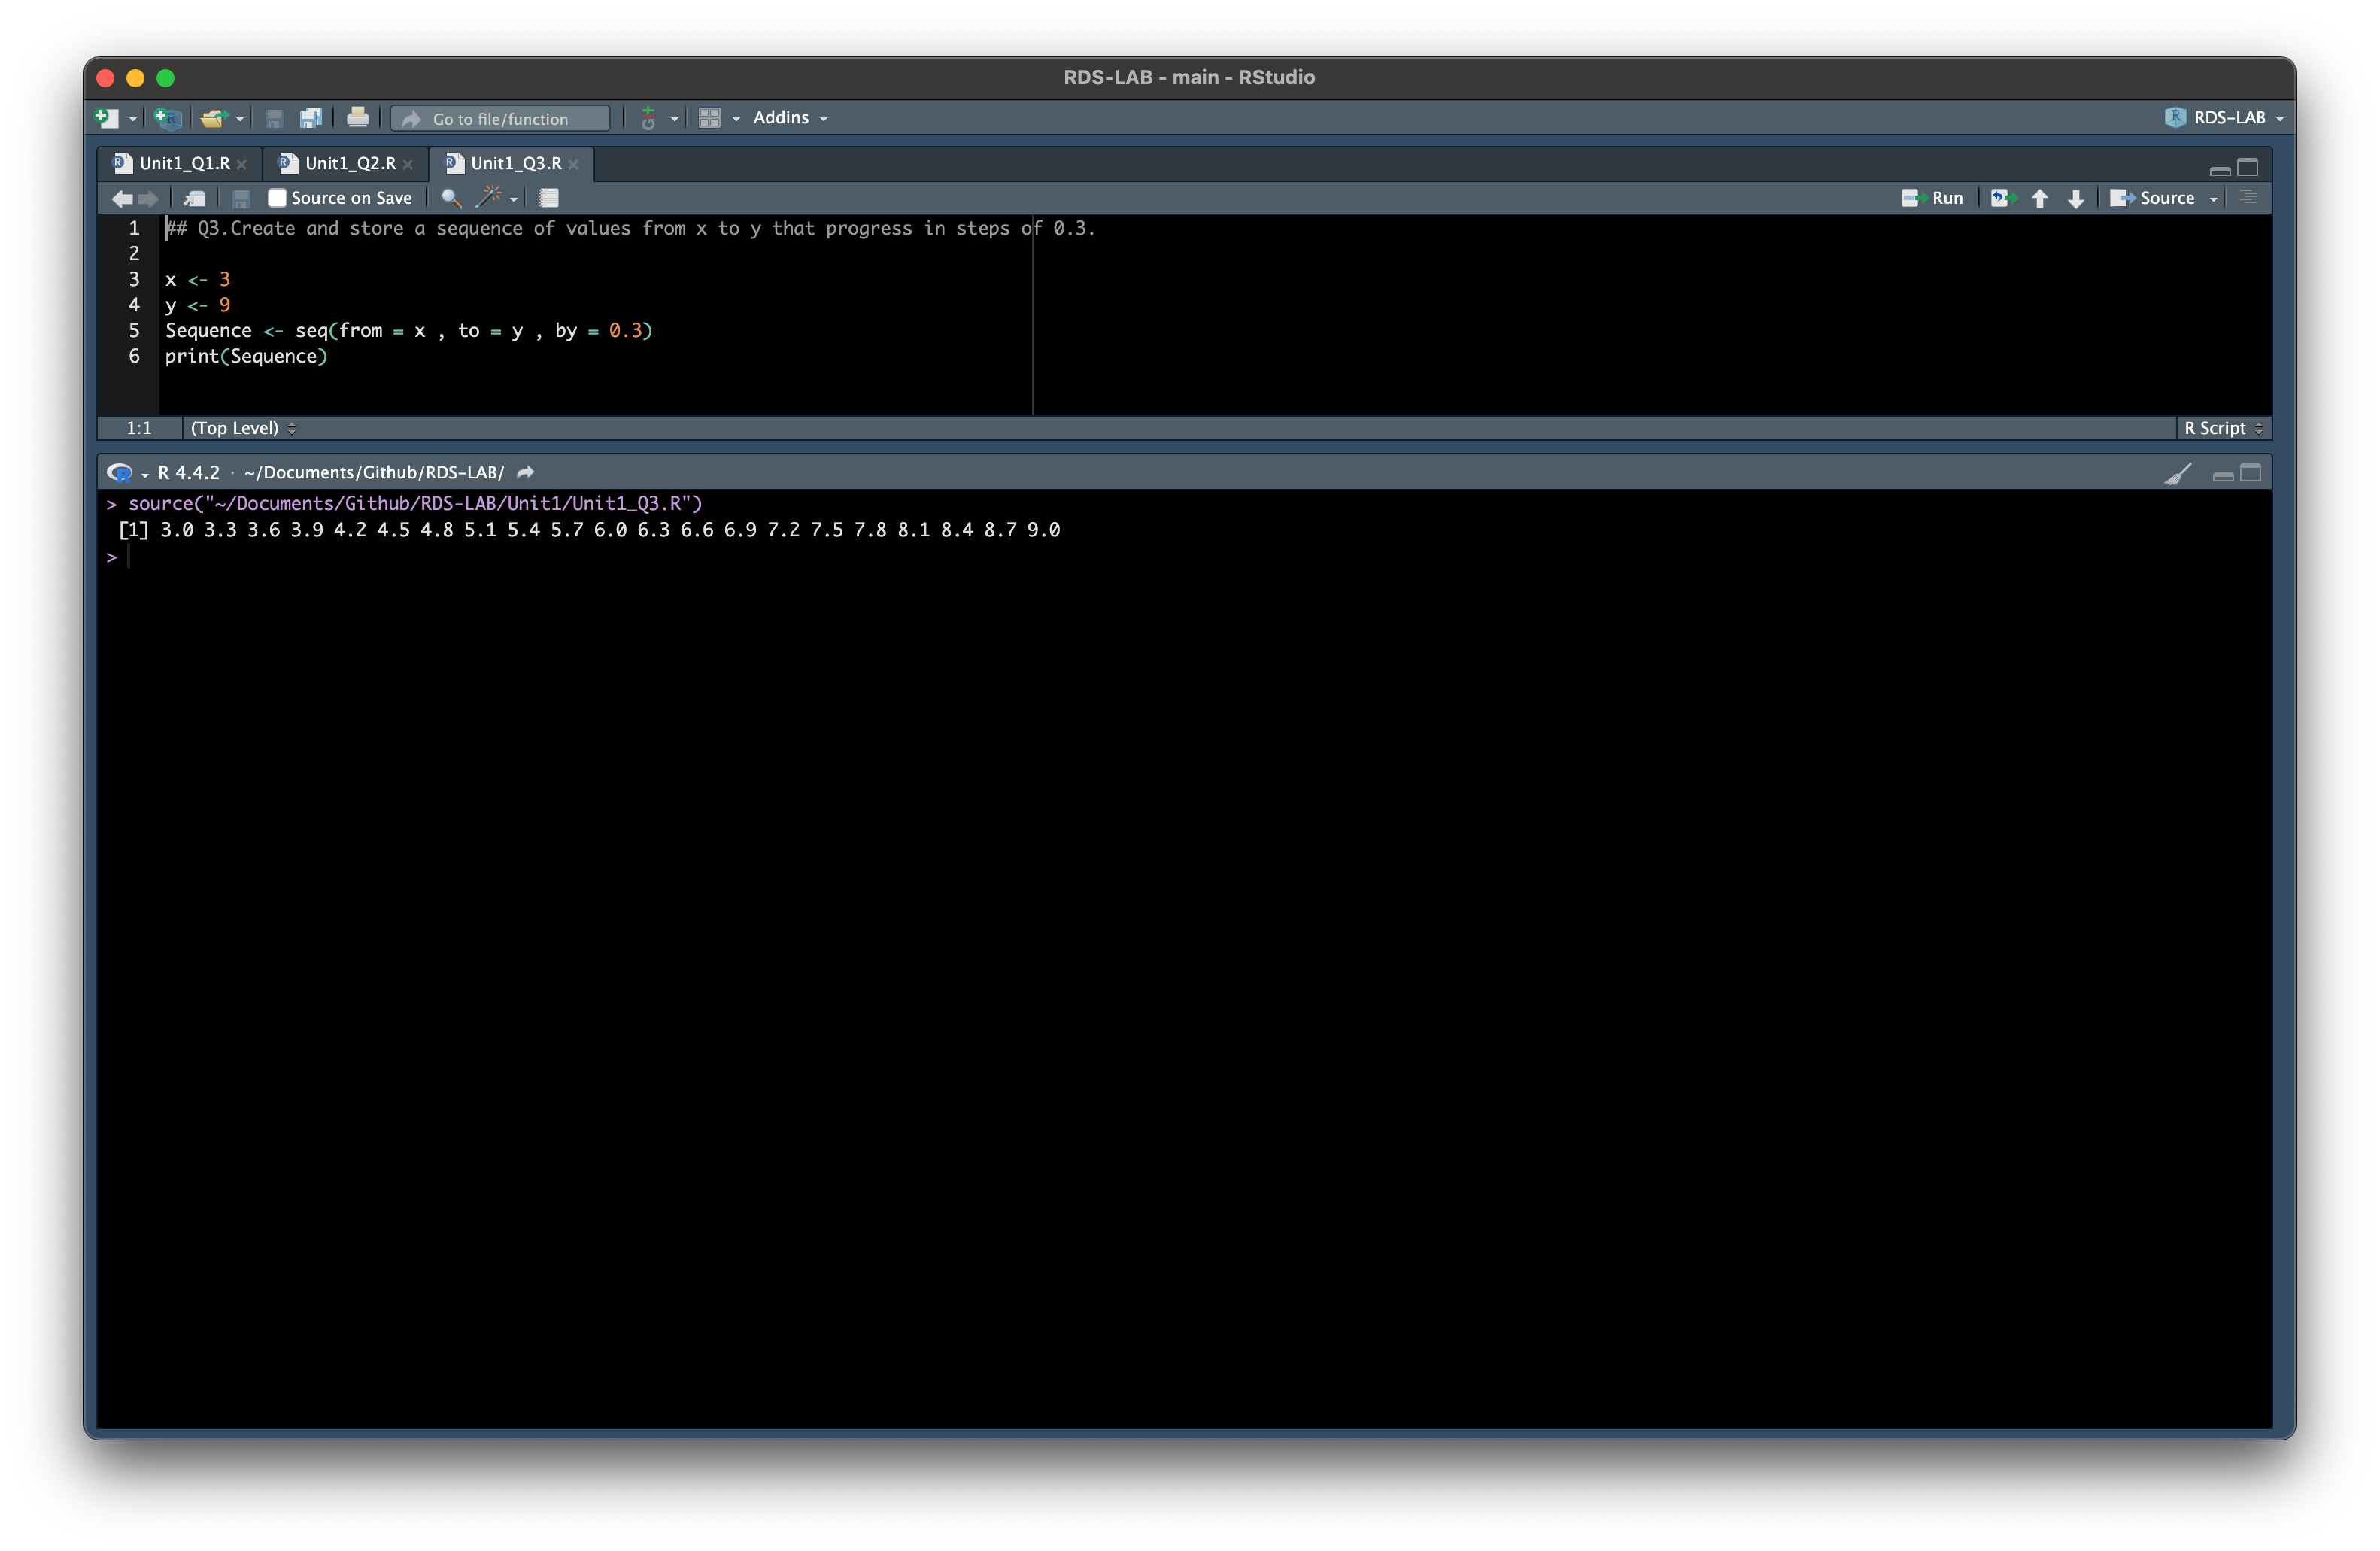 RDS-LAB - main - RStudio
Go to file/function
Addins
RDS-LAB
Unit1_Q1.R
Unit1_Q2.R
Unit1_Q3.R
Source on Save
Run
Source
1 ## Q3.Create and store a sequence of values from x to y that progress in steps of 0.3.
2
3 x <- 3
4 y <- 9
5 Sequence <- seq(from = x , to = y , by = 0.3)
6 print(Sequence)
1:1
(Top Level)
R Script
R 4.4.2 · ~/Documents/Github/RDS-LAB/
> source("~/Documents/Github/RDS-LAB/Unit1/Unit1_Q3.R")
[1] 3.0 3.3 3.6 3.9 4.2 4.5 4.8 5.1 5.4 5.7 6.0 6.3 6.6 6.9 7.2 7.5 7.8 8.1 8.4 8.7 9.0
>